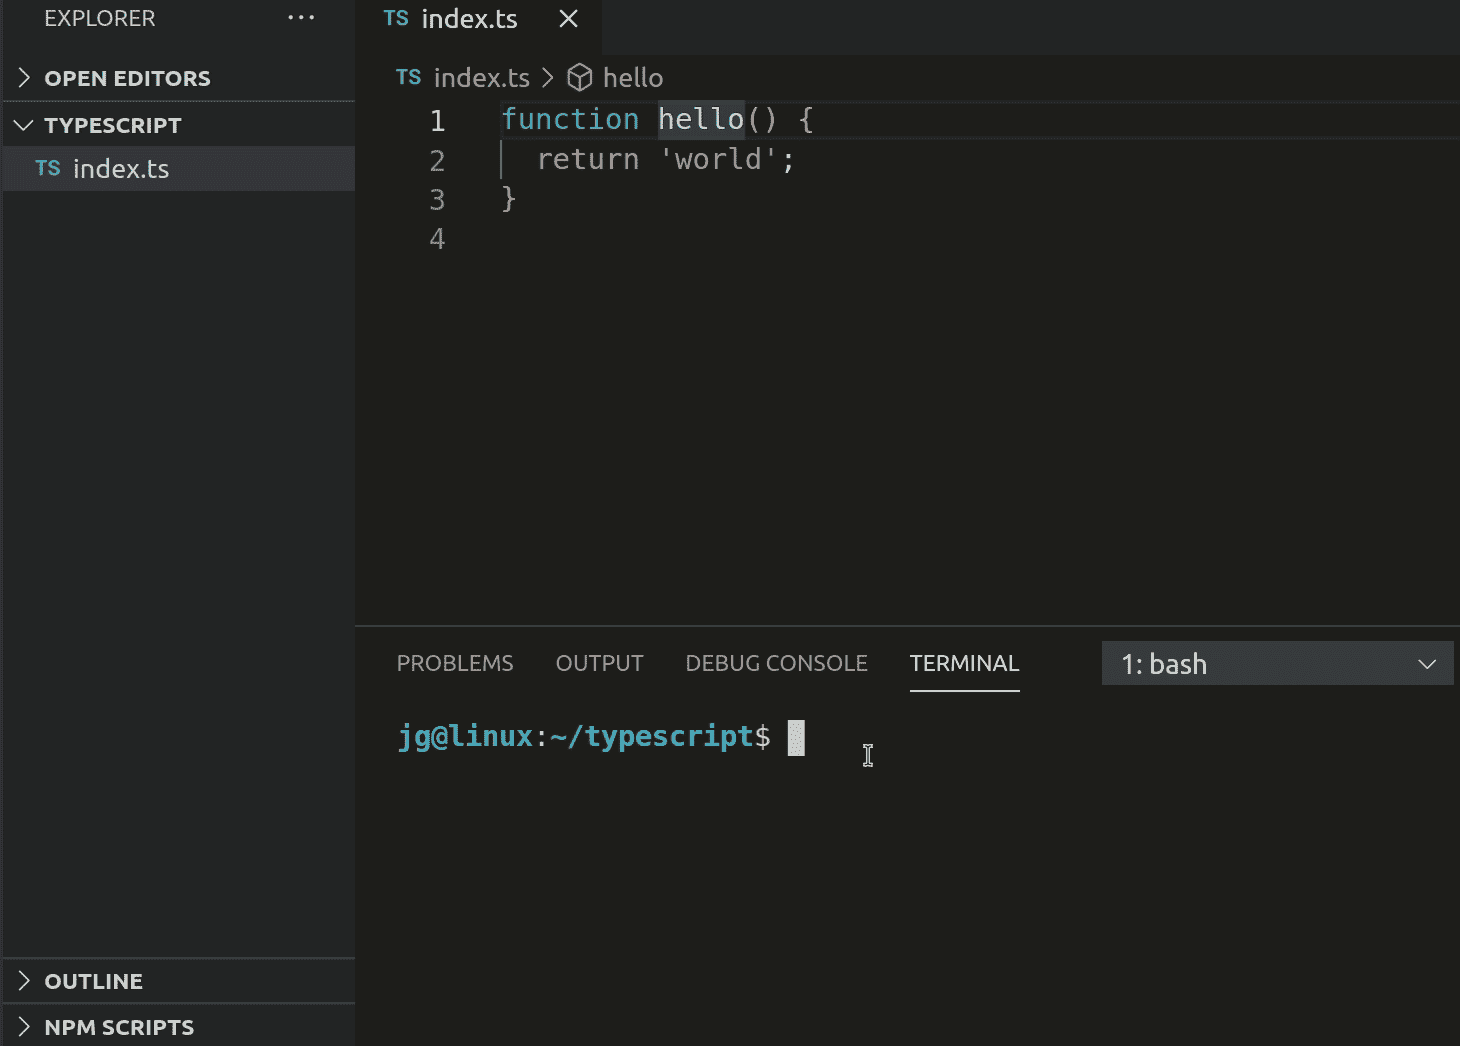 EXPLORER ···
OPEN EDITORS
TYPESCRIPT
TS index.ts
OUTLINE
NPM SCRIPTS
TS index.ts
TS index.ts > hello
1 function hello() {
2 return 'world';
3 }
4
PROBLEMS OUTPUT DEBUG CONSOLE TERMINAL 1: bash
jg@linux:~/typescript$